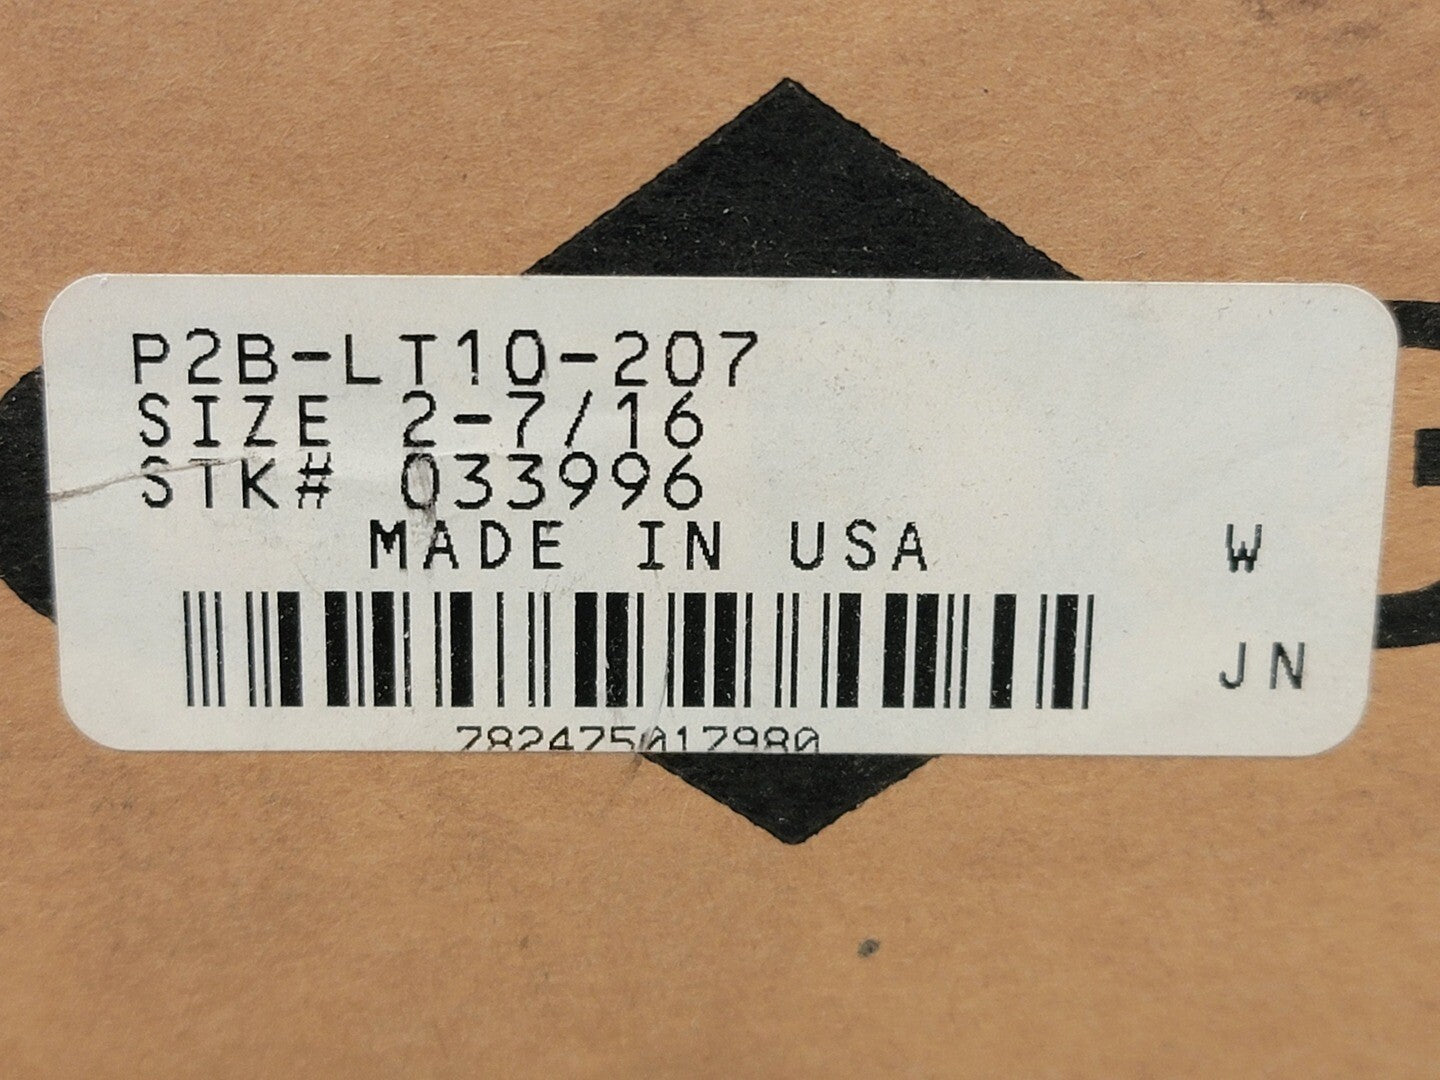 P2B-LT10-207
SIZE 2-7/16
STK# 033996
MADE IN USA
W
JN
782475017980